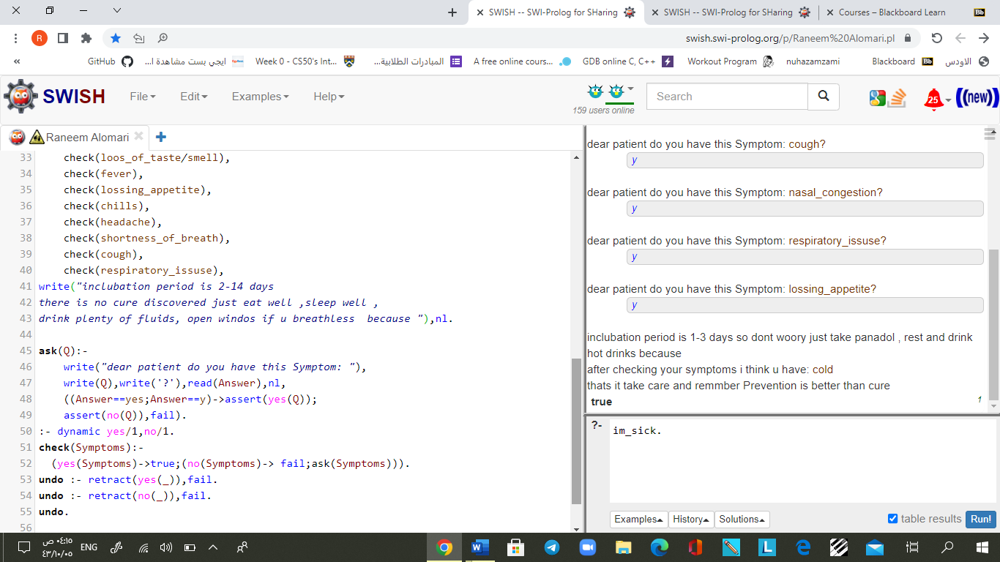 SWISH -- SWI-Prolog for SHaring
SWISH -- SWI-Prolog for SHaring
Courses – Blackboard Learn
Bb
R
swish.swi-prolog.org/p/Raneem%20Alomari.pl
«
GitHub
ايجي بست مشاهدة ا...
Week 0 - CS50's Int...
المبادرات الطلابية...
A free online cours...
GDB online C, C++
Workout Program
nuhazamzami
Blackboard
Bb
الاودس
SWISH
File
Edit
Examples
Help
159 users online
Search
25
((new))
Raneem Alomari
33 check(loos_of_taste/smell),
34 check(fever),
35 check(lossing_appetite),
36 check(chills),
37 check(headache),
38 check(shortness_of_breath),
39 check(cough),
40 check(respiratory_issuse),
41 write("inclubation period is 2-14 days
42 there is no cure discovered just eat well ,sleep well ,
43 drink plenty of fluids, open windos if u breathless  because "),nl.
44
45 ask(Q):-
46 write("dear patient do you have this Symptom: "),
47 write(Q),write('?'),read(Answer),nl,
48 ((Answer==yes;Answer==y)->assert(yes(Q));
49 assert(no(Q)),fail).
50 :- dynamic yes/1,no/1.
51 check(Symptoms):-
52 (yes(Symptoms)->true;(no(Symptoms)-> fail;ask(Symptoms))).
53 undo :- retract(yes(_)),fail.
54 undo :- retract(no(_)),fail.
55 undo.
56
dear patient do you have this Symptom: cough?
y
dear patient do you have this Symptom: nasal_congestion?
y
dear patient do you have this Symptom: respiratory_issuse?
y
dear patient do you have this Symptom: lossing_appetite?
y
inclubation period is 1-3 days so dont woory just take panadol , rest and drink
hot drinks because
after checking your symptoms i think u have: cold
thats it take care and remmber Prevention is better than cure
true
1
?-
im_sick.
Examples
History
Solutions
table results
Run!
٠٤:١٥ ص
٤٣/١٠/٠٥
ENG
W
L